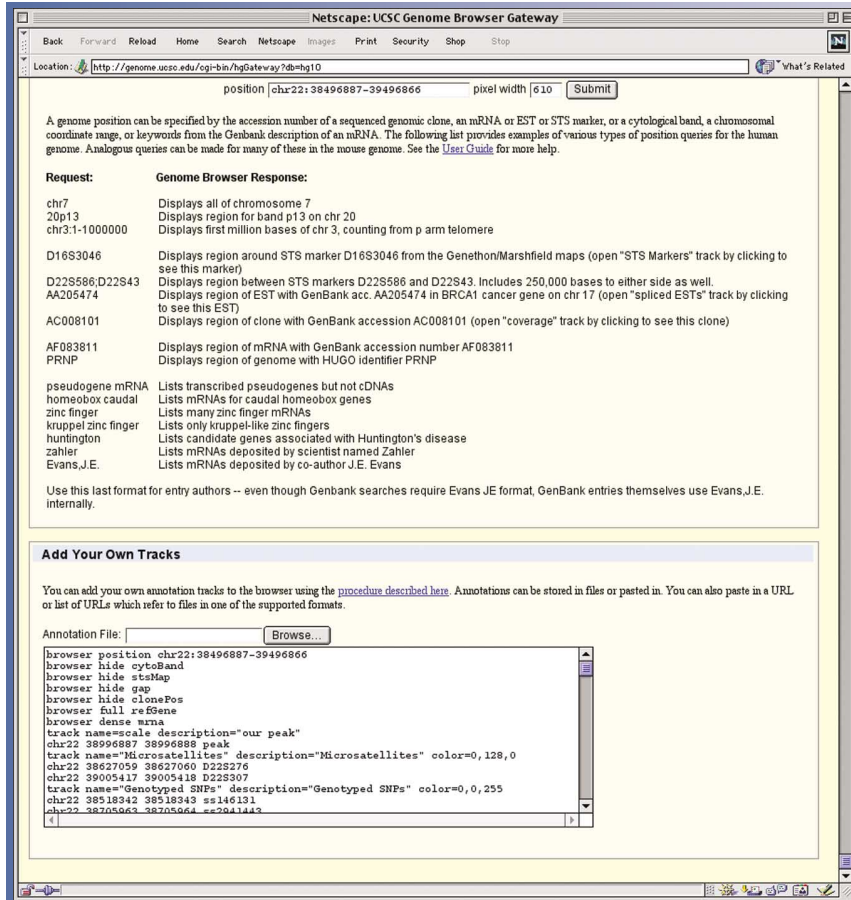 Netscape: UCSC Genome Browser Gateway
Back Forward Reload Home Search Netscape Images Print Security Shop Stop
N
Location: http://genome.ucsc.edu/cgi-bin/hgGateway?db=hg10 What's Related
position chr22:38496887-39496866 pixel width 610 Submit
A genome position can be specified by the accession number of a sequenced genomic clone, an mRNA or EST or STS marker, or a cytological band, a chromosomal
coordinate range, or keywords from the Genbank description of an mRNA. The following list provides examples of various types of position queries for the human
genome. Analogous queries can be made for many of these in the mouse genome. See the User Guide for more help.
Request: Genome Browser Response:
chr7 Displays all of chromosome 7
20p13 Displays region for band p13 on chr 20
chr3:1-1000000 Displays first million bases of chr 3, counting from p arm telomere
D16S3046 Displays region around STS marker D16S3046 from the Genethon/Marshfield maps (open "STS Markers" track by clicking to
see this marker)
D22S586;D22S43 Displays region between STS markers D22S586 and D22S43. Includes 250,000 bases to either side as well.
AA205474 Displays region of EST with GenBank acc. AA205474 in BRCA1 cancer gene on chr 17 (open "spliced ESTs" track by clicking
to see this EST)
AC008101 Displays region of clone with GenBank accession AC008101 (open "coverage" track by clicking to see this clone)
AF083811 Displays region of mRNA with GenBank accession number AF083811
PRNP Displays region of genome with HUGO identifier PRNP
pseudogene mRNA Lists transcribed pseudogenes but not cDNAs
homeobox caudal Lists mRNAs for caudal homeobox genes
zinc finger Lists many zinc finger mRNAs
kruppel zinc finger Lists only kruppel-like zinc fingers
huntington Lists candidate genes associated with Huntington's disease
zahler Lists mRNAs deposited by scientist named Zahler
Evans,J.E. Lists mRNAs deposited by co-author J.E. Evans
Use this last format for entry authors -- even though Genbank searches require Evans JE format, GenBank entries themselves use Evans,J.E.
internally.
Add Your Own Tracks
You can add your own annotation tracks to the browser using the procedure described here. Annotations can be stored in files or pasted in. You can also paste in a URL
or list of URLs which refer to files in one of the supported formats.
Annotation File: Browse...
browser position chr22:38496887-39496866
browser hide cytoBand
browser hide stsMap
browser hide gap
browser hide clonePos
browser full refGene
browser dense mrna
track name=scale description="our peak"
chr22 38996887 38996888 peak
track name="Microsatellites" description="Microsatellites" color=0,128,0
chr22 38627059 38627060 D22S276
chr22 39005417 39005418 D22S307
track name="Genotyped SNPs" description="Genotyped SNPs" color=0,0,255
chr22 38518342 38518343 ss146131
chr22 38705963 38705964 ss2941443